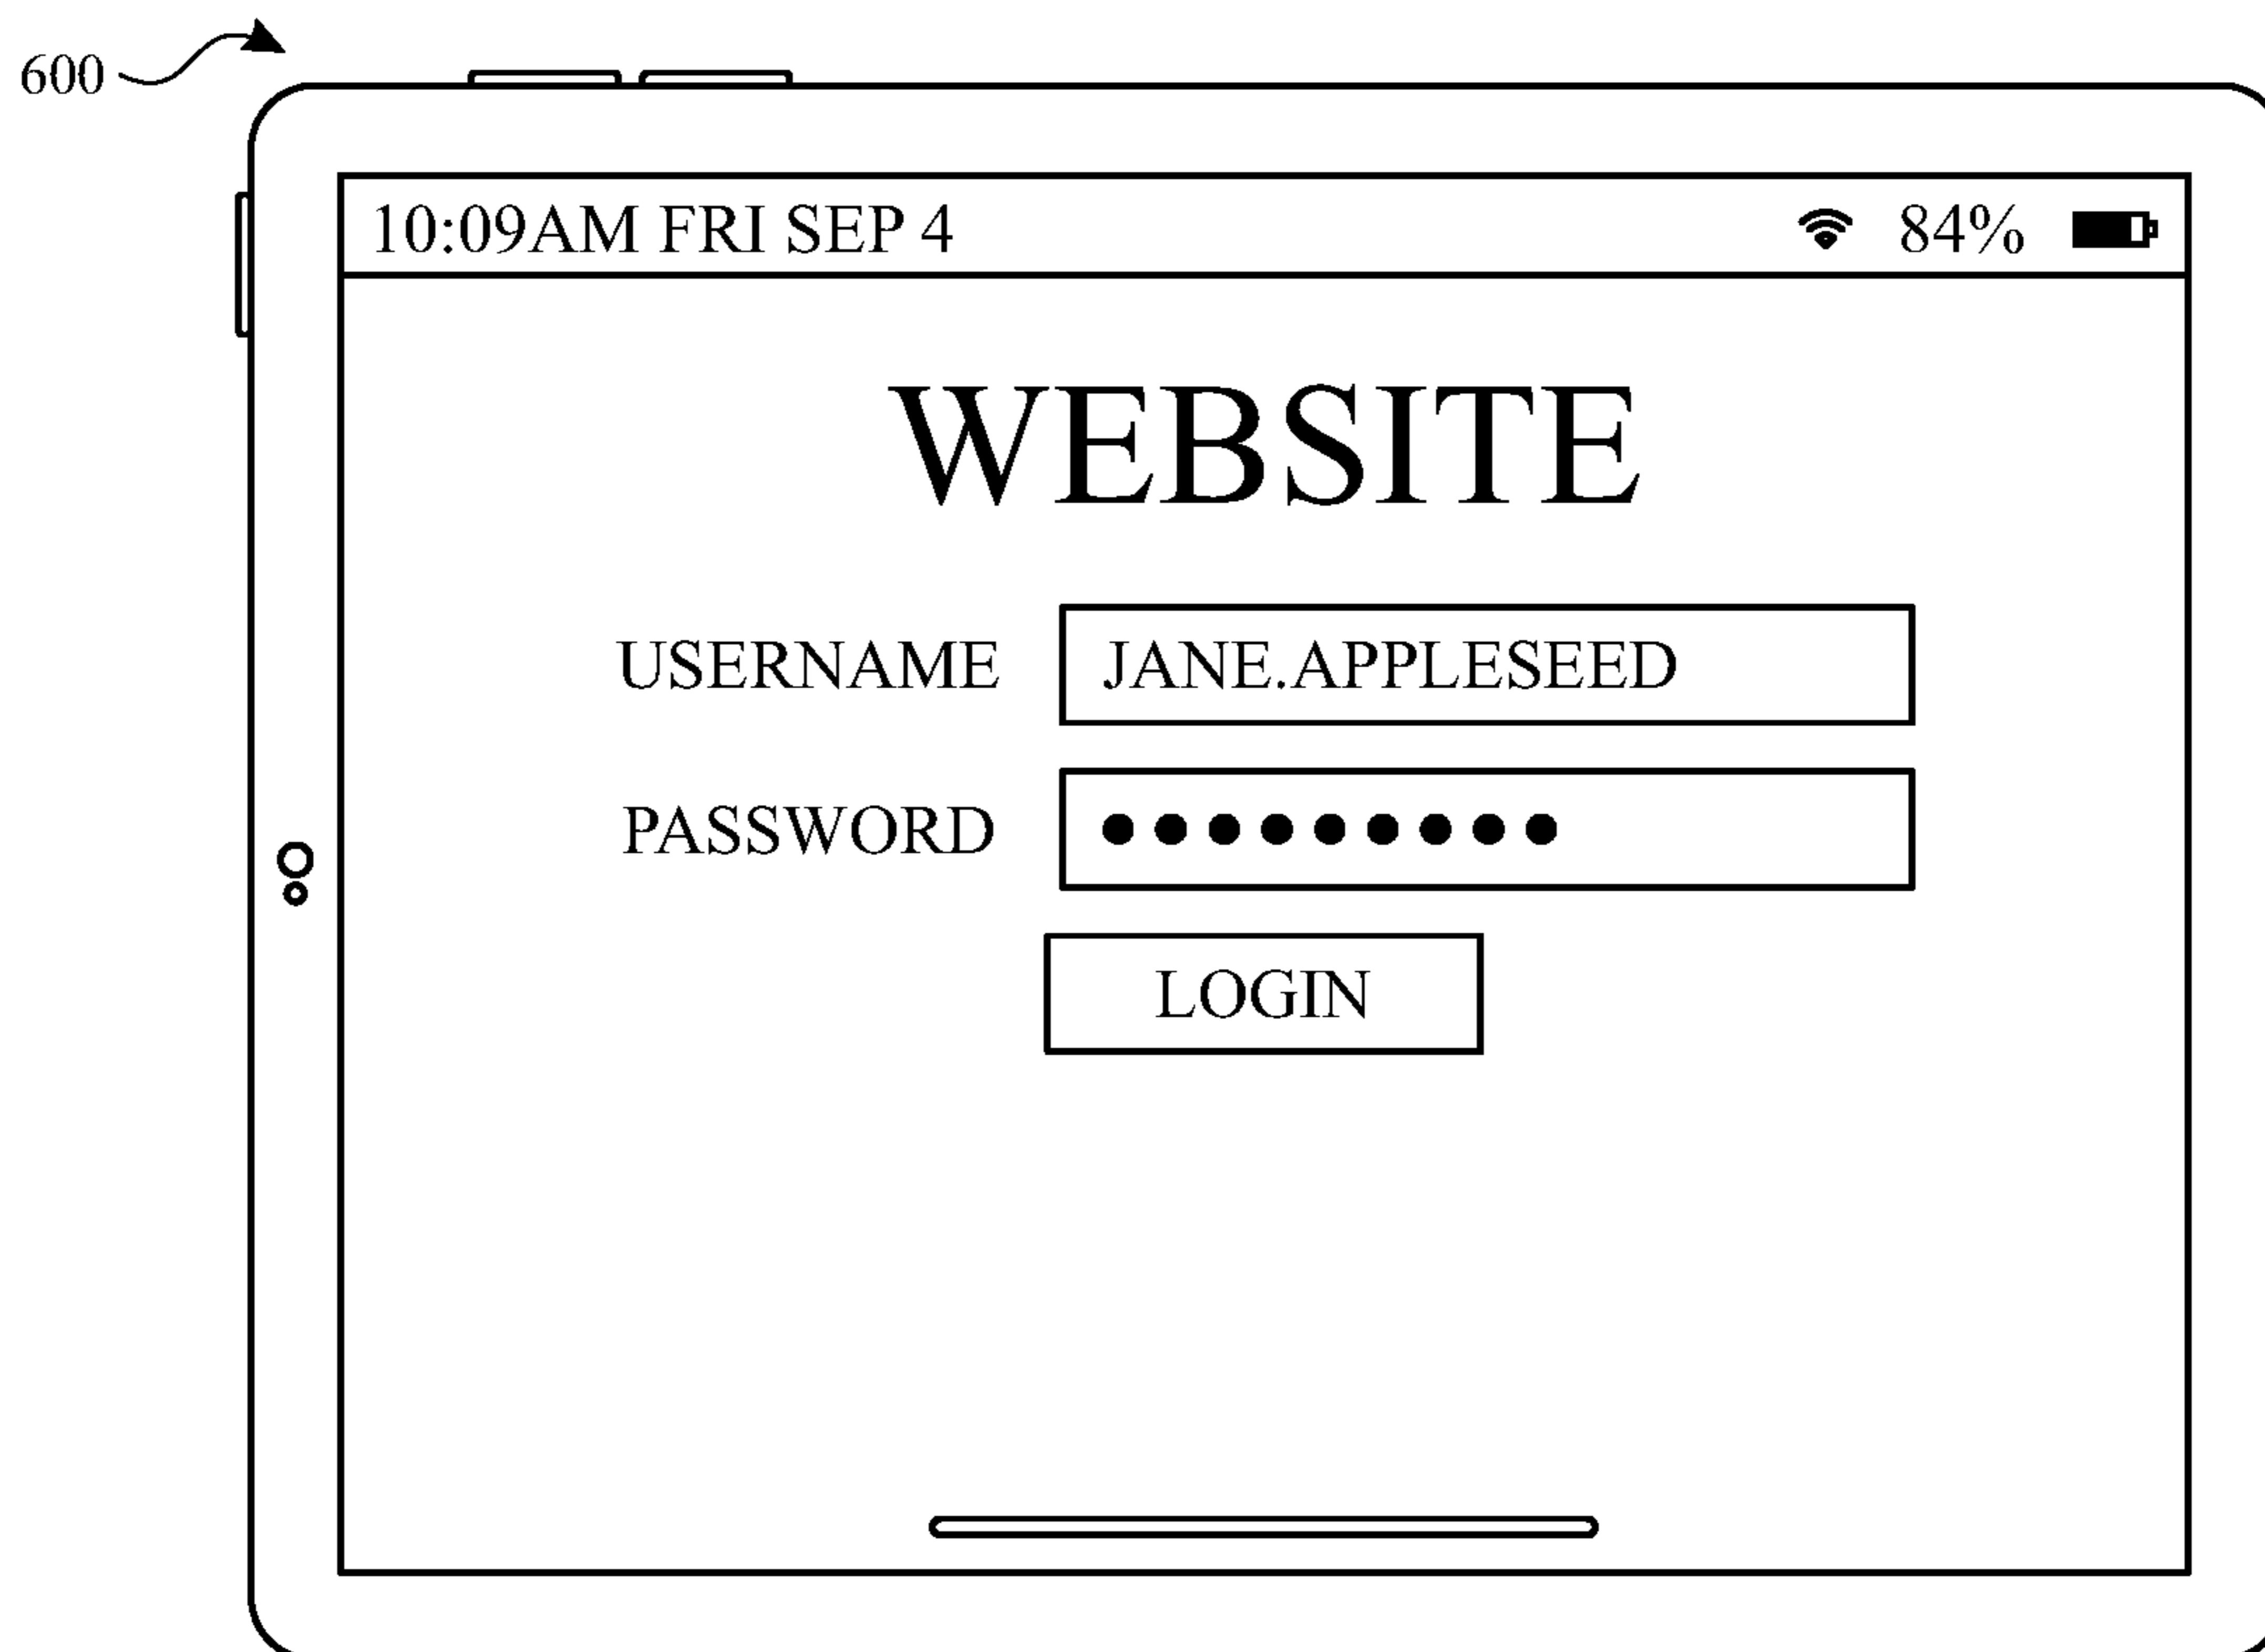 600
10:09AM FRI SEP 4 84%
WEBSITE
USERNAME JANE.APPLESEED
PASSWORD ●●●●●●●●●
LOGIN